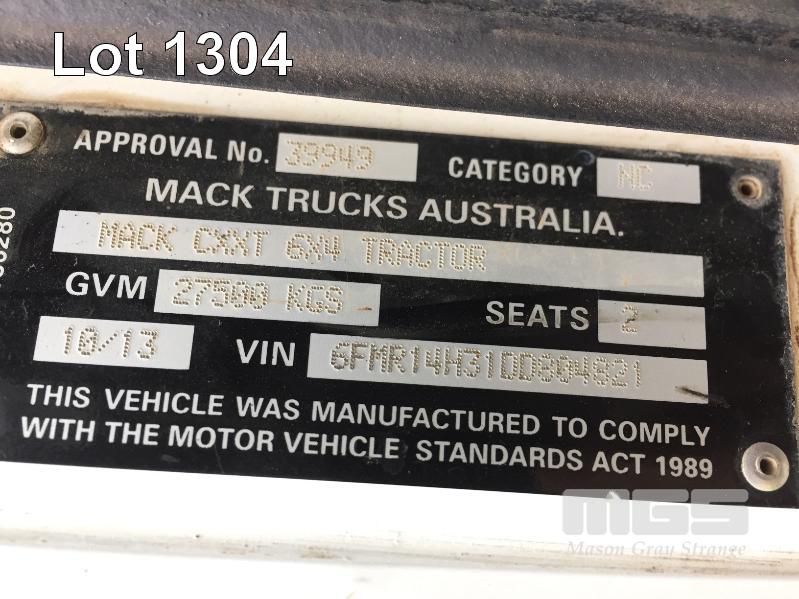 Lot 1304
APPROVAL No. 39949 CATEGORY NC
MACK TRUCKS AUSTRALIA.
MACK CXXT 6X4 TRACTOR
GVM 27500 KGS SEATS 2
10/13 VIN 6FMR14H31DD804821
THIS VEHICLE WAS MANUFACTURED TO COMPLY
WITH THE MOTOR VEHICLE STANDARDS ACT 1989
MGS
Mason Gray Strange